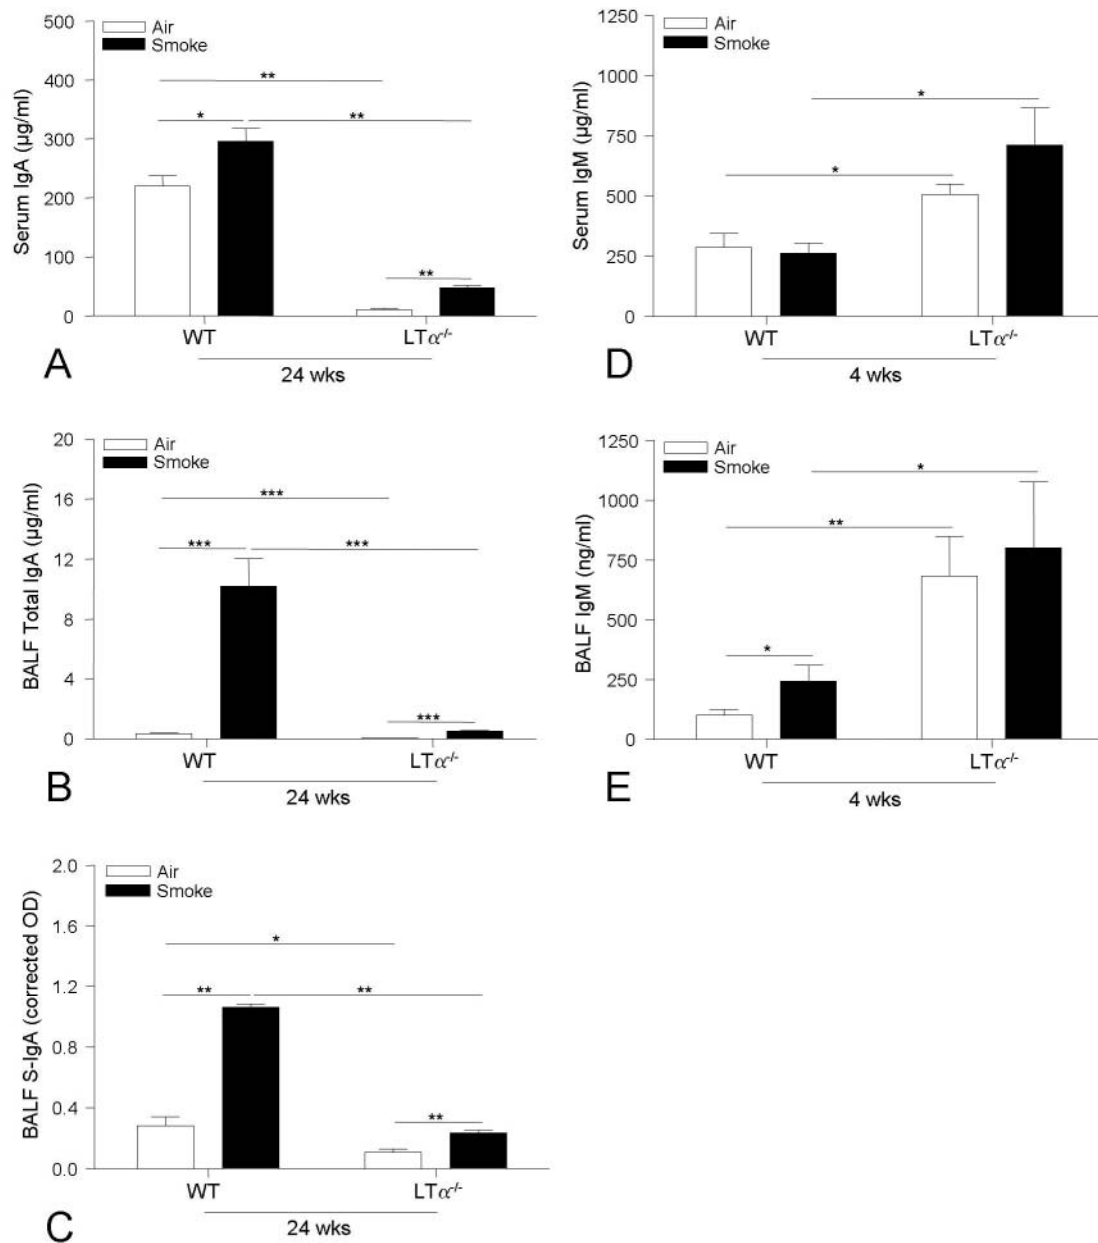 Air
Smoke
Serum IgA (µg/ml)
500
400
300
200
100
0
**
*
**
**
WT
LTα-/-
24 wks
A
Air
Smoke
BALF Total IgA (µg/ml)
20
16
12
8
4
0
***
***
***
***
WT
LTα-/-
24 wks
B
Air
Smoke
BALF S-IgA (corrected OD)
2.0
1.6
1.2
0.8
0.4
0.0
*
**
**
**
WT
LTα-/-
24 wks
C
Air
Smoke
Serum IgM (µg/ml)
1250
1000
750
500
250
0
*
*
WT
LTα-/-
4 wks
D
Air
Smoke
BALF IgM (ng/ml)
1250
1000
750
500
250
0
*
**
*
WT
LTα-/-
4 wks
E